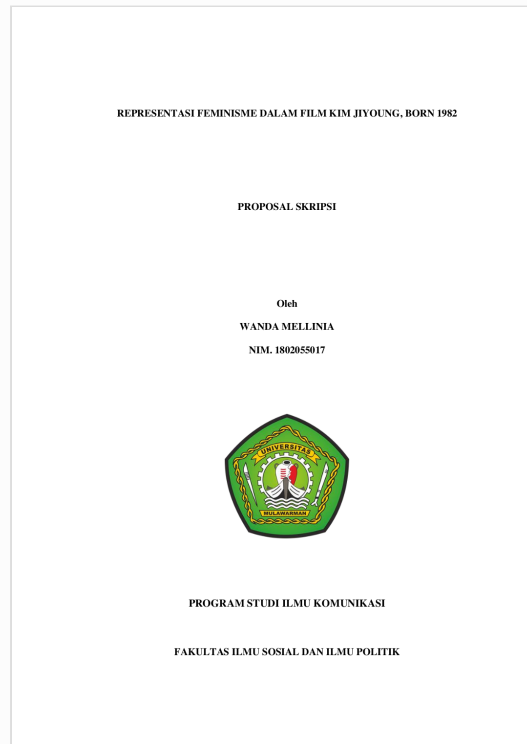 REPRESENTASI FEMINISME DALAM FILM KIM JIYOUNG, BORN 1982
PROPOSAL SKRIPSI
Oleh
WANDA MELLINIA
NIM. 1802055017
UNIVERSITAS
MULAWARMAN
PROGRAM STUDI ILMU KOMUNIKASI
FAKULTAS ILMU SOSIAL DAN ILMU POLITIK